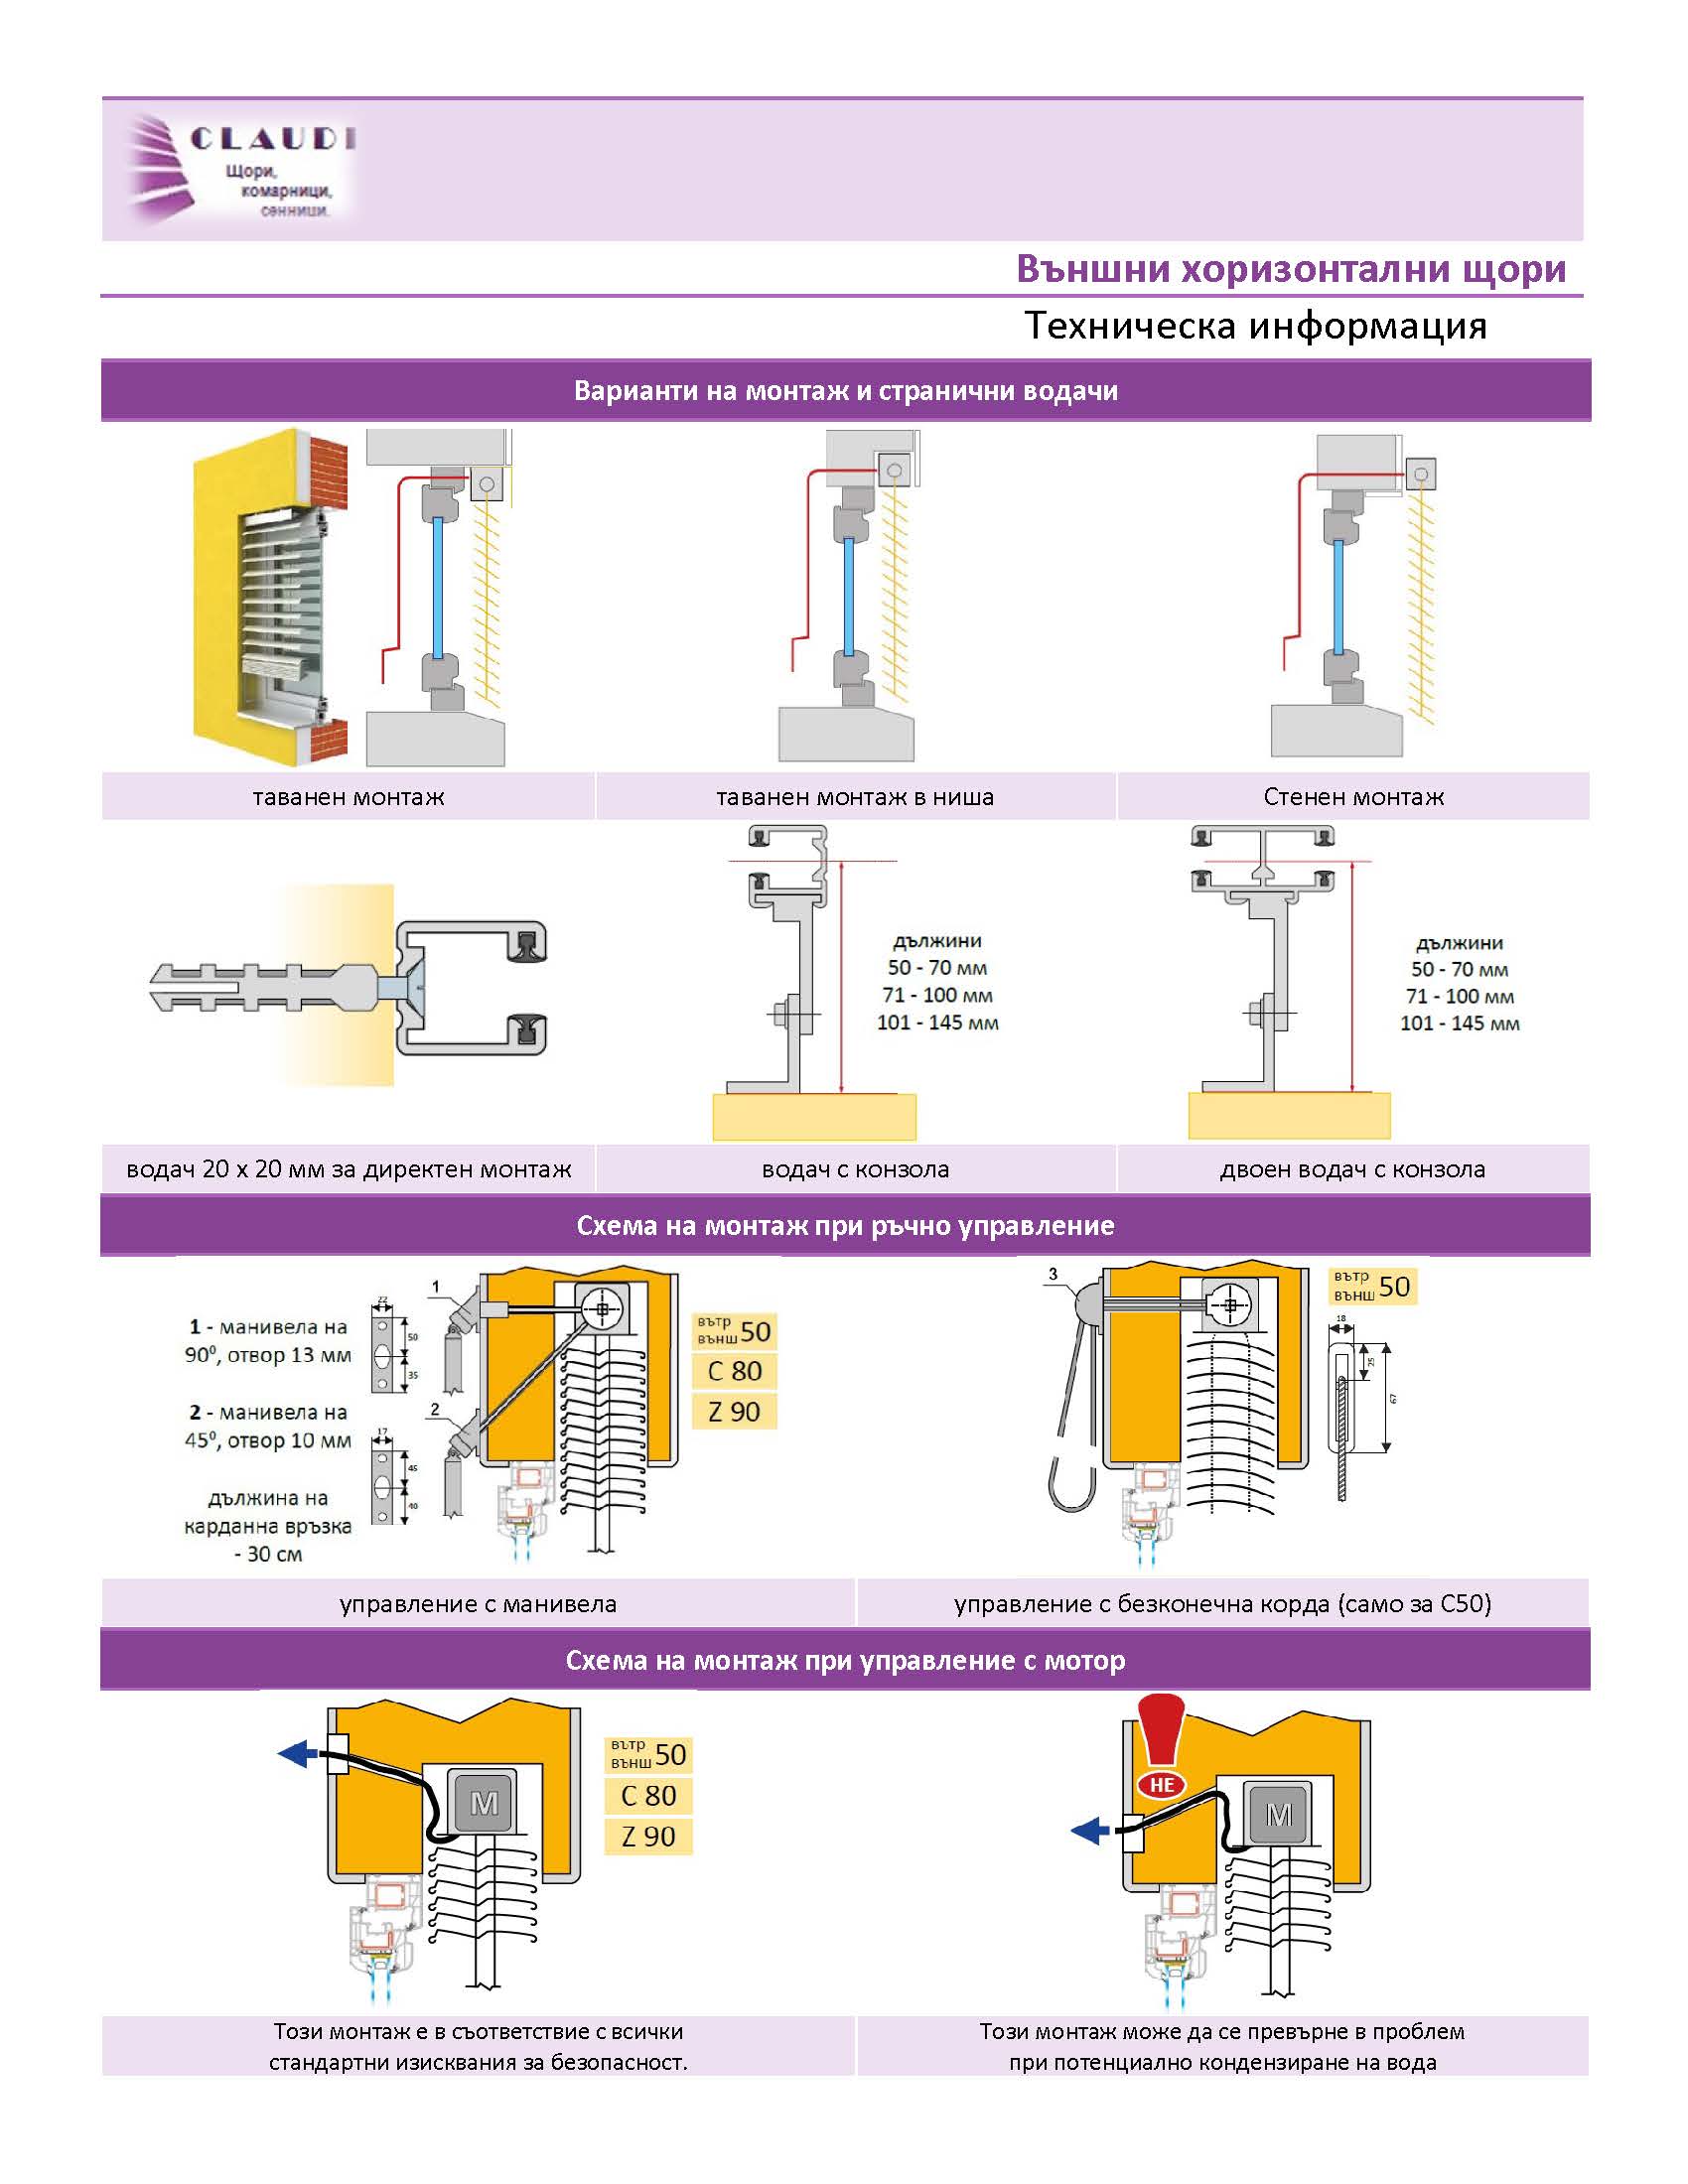 CLAUDI
Щори,
комарници,
сенници.
Външни хоризонтални щори
Техническа информация
Варианти на монтаж и странични водачи
таванен монтаж
таванен монтаж в ниша
Стенен монтаж
дължини
50 - 70 мм
71 - 100 мм
101 - 145 мм
дължини
50 - 70 мм
71 - 100 мм
101 - 145 мм
водач 20 х 20 мм за директен монтаж
водач с конзола
двоен водач с конзола
Схема на монтаж при ръчно управление
1 - манивела на
90⁰, отвор 13 мм
2 - манивела на
45⁰, отвор 10 мм
дължина на
карданна връзка
- 30 см
22
50
35
17
45
40
1
2
вътр
външ 50
C 80
Z 90
3
вътр
външ 50
18
25
67
управление с манивела
управление с безконечна корда (само за C50)
Схема на монтаж при управление с мотор
M
вътр
външ 50
C 80
Z 90
НЕ
M
Този монтаж е в съответствие с всички
стандартни изисквания за безопасност.
Този монтаж може да се превърне в проблем
при потенциално кондензиране на вода